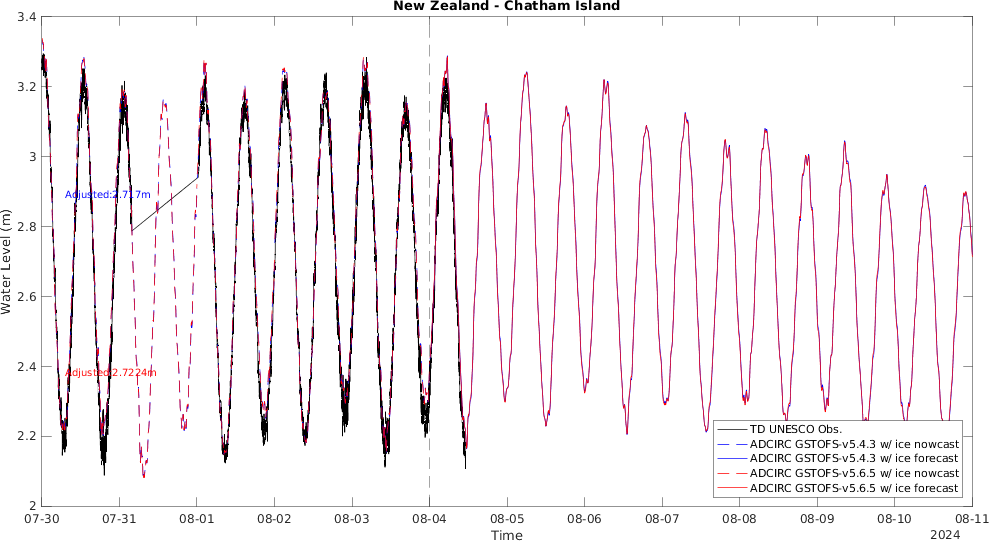 New Zealand - Chatham Island
3.4
3.2
3
2.8
2.6
2.4
2.2
2
Water Level (m)
Adjusted:2.717m
Adjusted:2.7224m
TD UNESCO Obs.
ADCIRC GSTOFS-v5.4.3 w/ ice nowcast
ADCIRC GSTOFS-v5.4.3 w/ ice forecast
ADCIRC GSTOFS-v5.6.5 w/ ice nowcast
ADCIRC GSTOFS-v5.6.5 w/ ice forecast
07-30 07-31 08-01 08-02 08-03 08-04 08-05 08-06 08-07 08-08 08-09 08-10 08-11
Time
2024